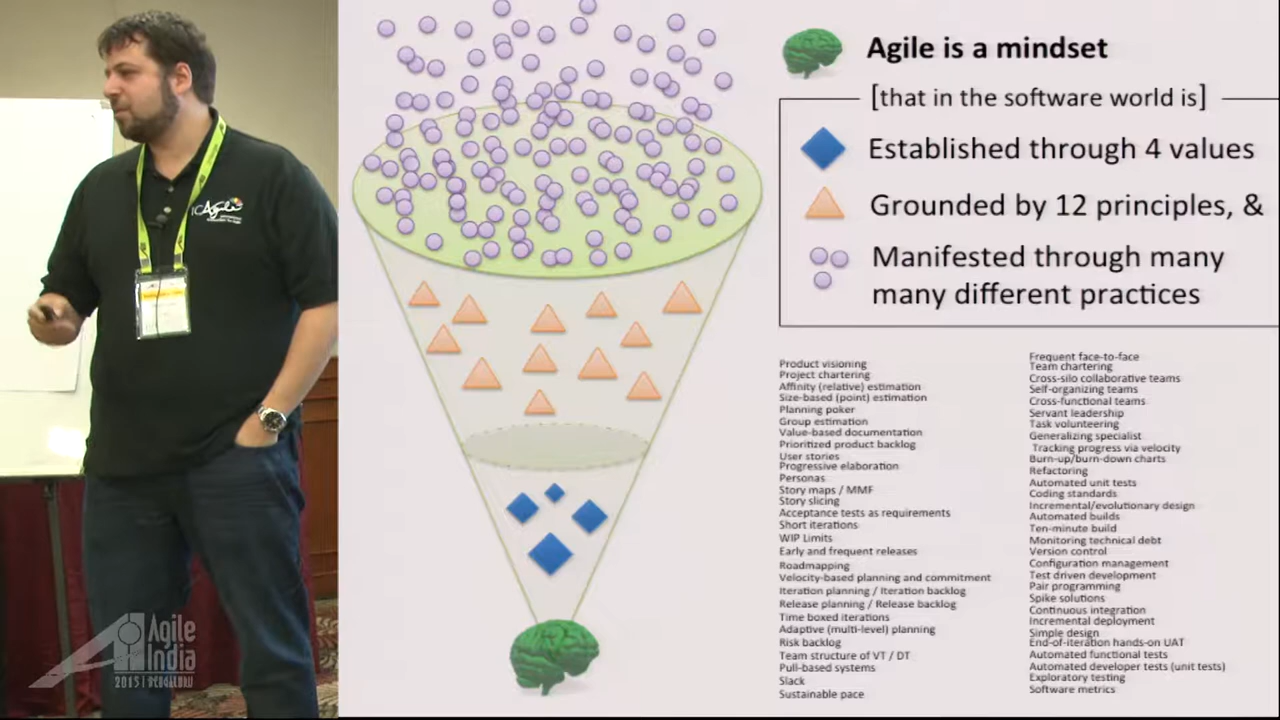 Agile is a mindset
[that in the software world is]
Established through 4 values
Grounded by 12 principles, &
Manifested through many
many different practices
Product visioning
Project chartering
Affinity (relative) estimation
Size-based (point) estimation
Planning poker
Group estimation
Value-based documentation
Prioritized product backlog
User stories
Progressive elaboration
Personas
Story maps / MMF
Story slicing
Acceptance tests as requirements
Short iterations
WIP Limits
Early and frequent releases
Roadmapping
Velocity-based planning and commitment
Iteration planning / Iteration backlog
Release planning / Release backlog
Time boxed iterations
Adaptive (multi-level) planning
Risk backlog
Team structure of VT / DT
Pull-based systems
Slack
Sustainable pace
Frequent face-to-face
Team chartering
Cross-silo collaborative teams
Self-organizing teams
Cross-functional teams
Servant leadership
Task volunteering
Generalizing specialist
Tracking progress via velocity
Burn-up/burn-down charts
Refactoring
Automated unit tests
Coding standards
Incremental/evolutionary design
Automated builds
Ten-minute build
Monitoring technical debt
Version control
Configuration management
Test driven development
Pair programming
Spike solutions
Continuous integration
Incremental deployment
Simple design
End-of-iteration hands-on UAT
Automated functional tests
Automated developer tests (unit tests)
Exploratory testing
Software metrics
ICAgile
Agile
India
2015 | BENGALURU